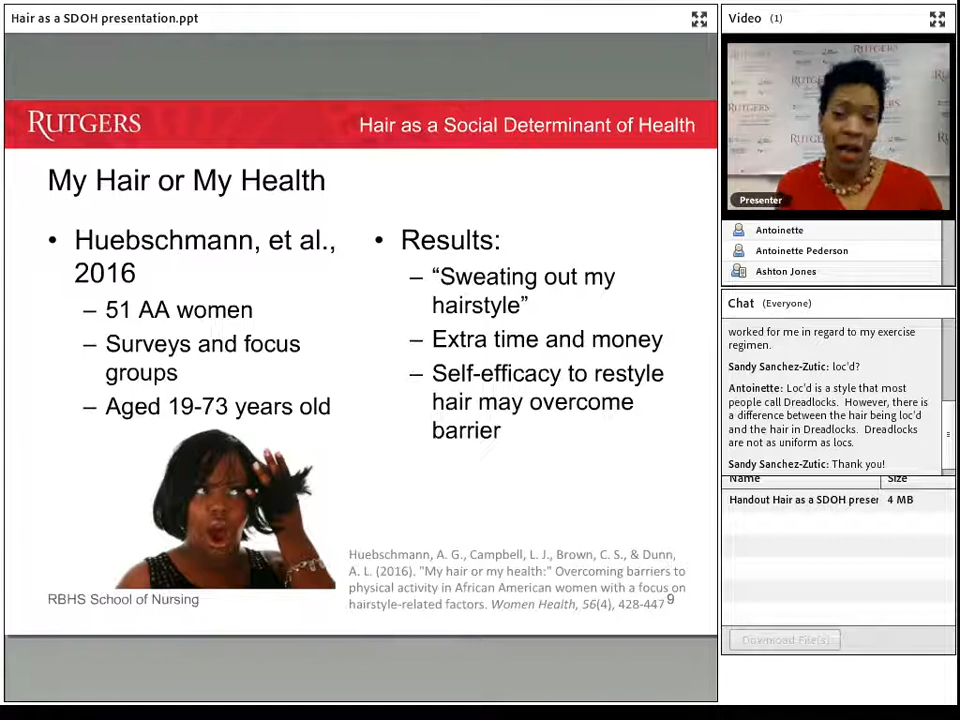 Hair as a SDOH presentation.ppt
RUTGERS
Hair as a Social Determinant of Health
My Hair or My Health
• Huebschmann, et al.,
2016
– 51 AA women
– Surveys and focus
groups
– Aged 19-73 years old
• Results:
– “Sweating out my
hairstyle”
– Extra time and money
– Self-efficacy to restyle
hair may overcome
barrier
Huebschmann, A. G., Campbell, L. J., Brown, C. S., & Dunn,
A. L. (2016). "My hair or my health:" Overcoming barriers to
physical activity in African American women with a focus on
hairstyle-related factors. Women Health, 56(4), 428-447
RBHS School of Nursing
9
Video (1)
RUTGERS
RUTGERS
RUTGERS
Presenter
Antoinette
Antoinette Pederson
Ashton Jones
Chat (Everyone)
worked for me in regard to my exercise
regimen.
Sandy Sanchez-Zutic: loc'd?
Antoinette: Loc'd is a style that most
people call Dreadlocks. However, there is
a difference between the hair being loc'd
and the hair in Dreadlocks. Dreadlocks
are not as uniform as locs.
Sandy Sanchez-Zutic: Thank you!
Name Size
Handout Hair as a SDOH preser 4 MB
Download File(s)